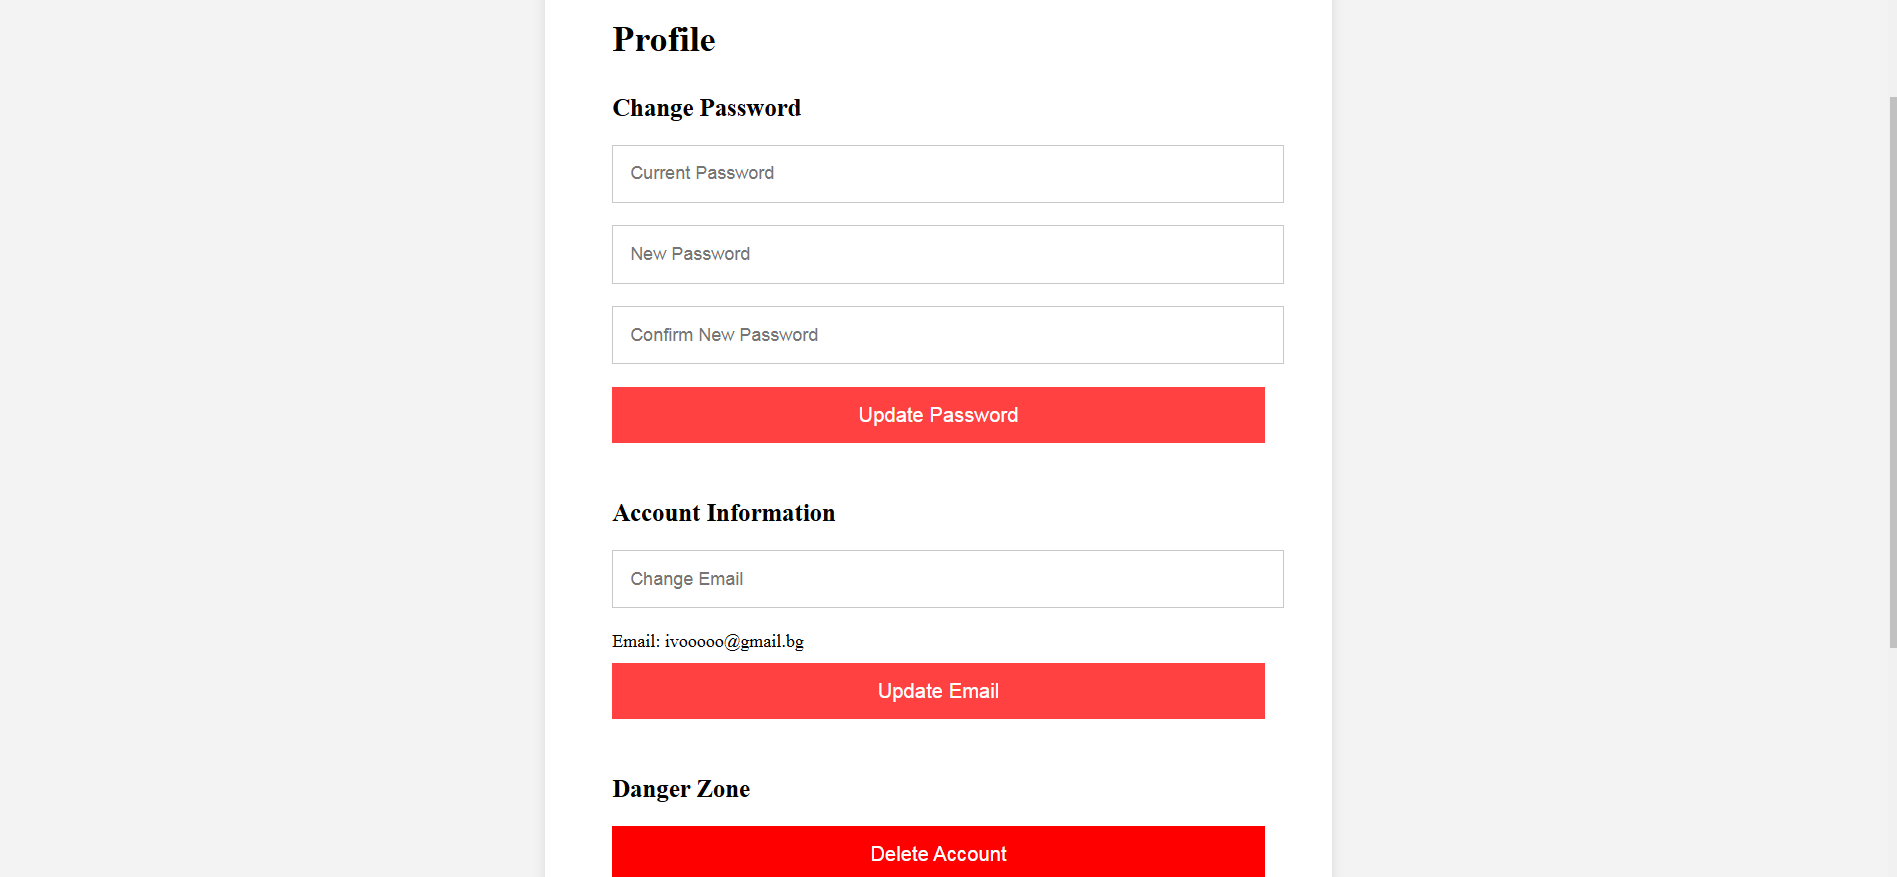 Profile
Change Password
Current Password
New Password
Confirm New Password
Update Password
Account Information
Change Email
Email: ivooooo@gmail.bg
Update Email
Danger Zone
Delete Account